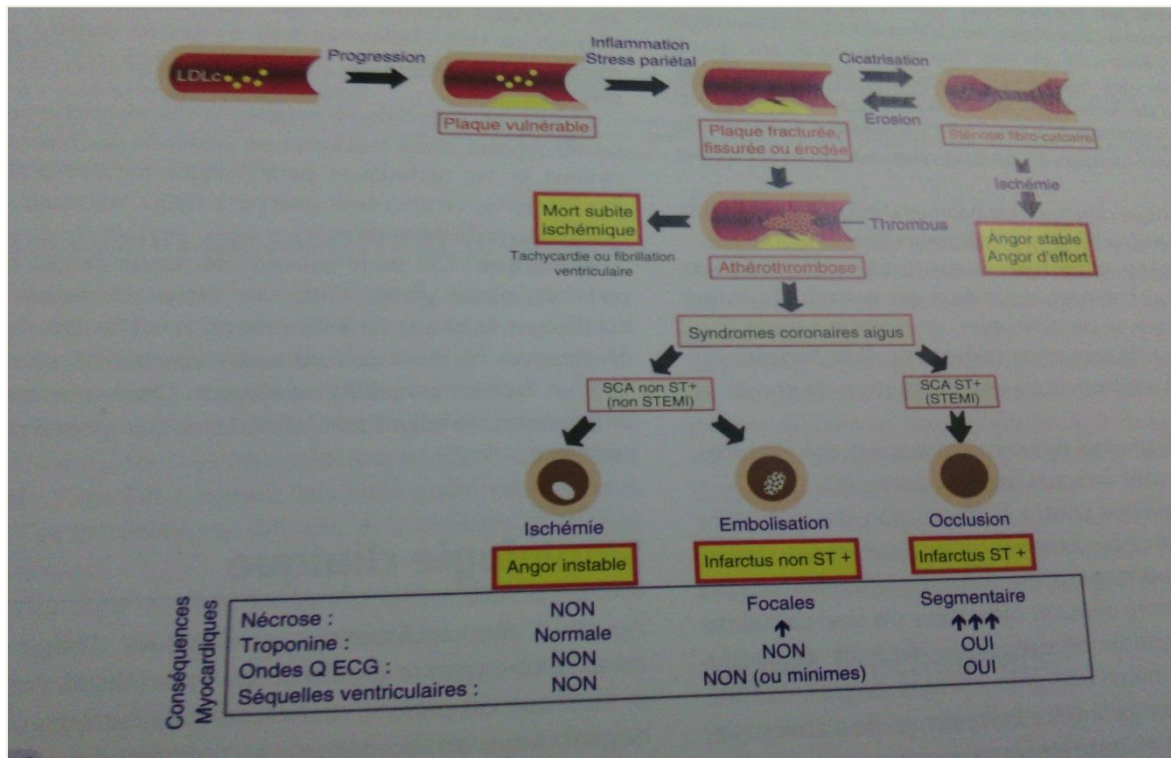 LDLc
Progression
Plaque vulnérable
Inflammation
Stress pariétal
Plaque fracturée,
fissurée ou érodée
Cicatrisation
Erosion
Sténose fibro-calcaire
Ischémie
Angor stable
Angor d'effort
Mort subite
ischémique
Tachycardie ou fibrillation
ventriculaire
Thrombus
Athérothrombose
Syndromes coronaires aigus
SCA non ST+
(non STEMI)
SCA ST+
(STEMI)
Ischémie
Embolisation
Occlusion
Angor instable
Infarctus non ST +
Infarctus ST +
Conséquences
Myocardiques
Nécrose : NON Focales Segmentaire
Troponine : Normale ↑ ↑↑↑
Ondes Q ECG : NON NON OUI
Séquelles ventriculaires : NON NON (ou minimes) OUI